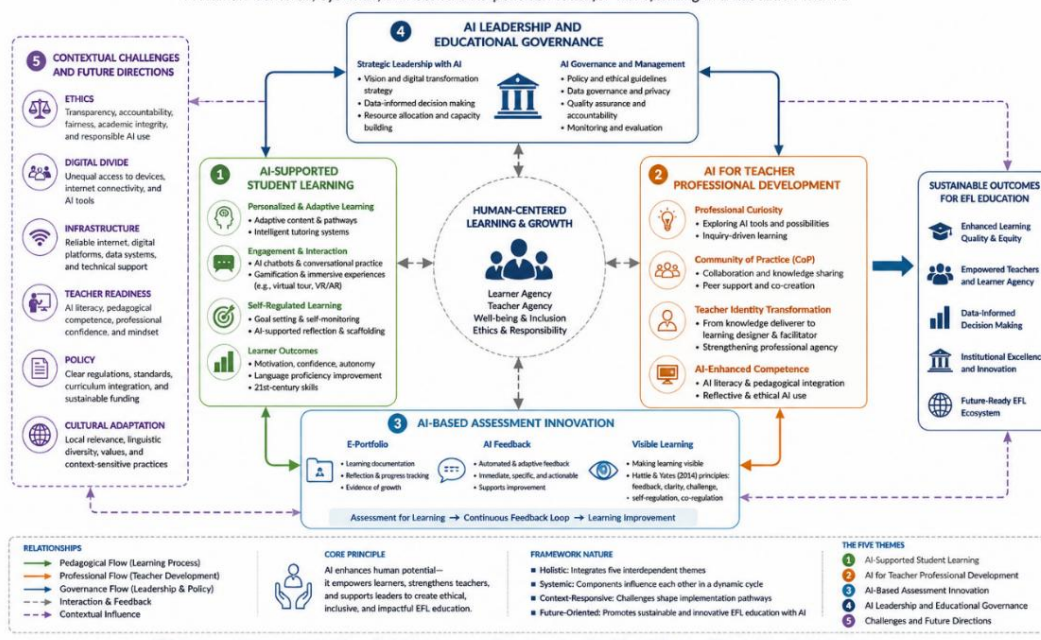 4
AI LEADERSHIP AND
EDUCATIONAL GOVERNANCE
Strategic Leadership with AI
• Vision and digital transformation
strategy
• Data-informed decision making
• Resource allocation and capacity
building
AI Governance and Management
• Policy and ethical guidelines
• Data governance and privacy
• Quality assurance and
accountability
• Monitoring and evaluation
5
CONTEXTUAL CHALLENGES
AND FUTURE DIRECTIONS
ETHICS
Transparency, accountability,
fairness, academic integrity,
and responsible AI use
DIGITAL DIVIDE
Unequal access to devices,
internet connectivity, and
AI tools
INFRASTRUCTURE
Reliable internet, digital
platforms, data systems,
and technical support
TEACHER READINESS
AI literacy, pedagogical
competence, professional
confidence, and mindset
POLICY
Clear regulations, standards,
curriculum integration, and
sustainable funding
CULTURAL ADAPTATION
Local relevance, linguistic
diversity, values, and
context-sensitive practices
1
AI-SUPPORTED
STUDENT LEARNING
Personalized & Adaptive Learning
• Adaptive content & pathways
• Intelligent tutoring systems
Engagement & Interaction
• AI chatbots & conversational practice
• Gamification & immersive experiences
(e.g., virtual tour, VR/AR)
Self-Regulated Learning
• Goal setting & self-monitoring
• AI-supported reflection & scaffolding
Learner Outcomes
• Motivation, confidence, autonomy
• Language proficiency improvement
• 21st-century skills
HUMAN-CENTERED
LEARNING & GROWTH
Learner Agency
Teacher Agency
Well-being & Inclusion
Ethics & Responsibility
2
AI FOR TEACHER
PROFESSIONAL DEVELOPMENT
Professional Curiosity
• Exploring AI tools and possibilities
• Inquiry-driven learning
Community of Practice (CoP)
• Collaboration and knowledge sharing
• Peer support and co-creation
Teacher Identity Transformation
• From knowledge deliverer to
learning designer & facilitator
• Strengthening professional agency
AI-Enhanced Competence
• AI literacy & pedagogical integration
• Reflective & ethical AI use
SUSTAINABLE OUTCOMES
FOR EFL EDUCATION
Enhanced Learning
Quality & Equity
Empowered Teachers
and Learner Agency
Data-Informed
Decision Making
Institutional Excellence
and Innovation
Future-Ready EFL
Ecosystem
3
AI-BASED ASSESSMENT INNOVATION
E-Portfolio
• Learning documentation
• Reflection & progress tracking
• Evidence of growth
AI Feedback
• Automated & adaptive feedback
• Immediate, specific, and actionable
• Supports improvement
Visible Learning
• Making learning visible
• Hattie & Yates (2014) principles:
feedback, clarity, challenge,
self-regulation, co-regulation
Assessment for Learning → Continuous Feedback Loop → Learning Improvement
RELATIONSHIPS
Pedagogical Flow (Learning Process)
Professional Flow (Teacher Development)
Governance Flow (Leadership & Policy)
Interaction & Feedback
Contextual Influence
CORE PRINCIPLE
AI enhances human potential—
it empowers learners, strengthens teachers,
and supports leaders to create ethical,
inclusive, and impactful EFL education.
FRAMEWORK NATURE
■ Holistic: Integrates five interdependent themes
■ Systemic: Components influence each other in a dynamic cycle
■ Context-Responsive: Challenges shape implementation pathways
■ Future-Oriented: Promotes sustainable and innovative EFL education with AI
THE FIVE THEMES
1 AI-Supported Student Learning
2 AI for Teacher Professional Development
3 AI-Based Assessment Innovation
4 AI Leadership and Educational Governance
5 Challenges and Future Directions